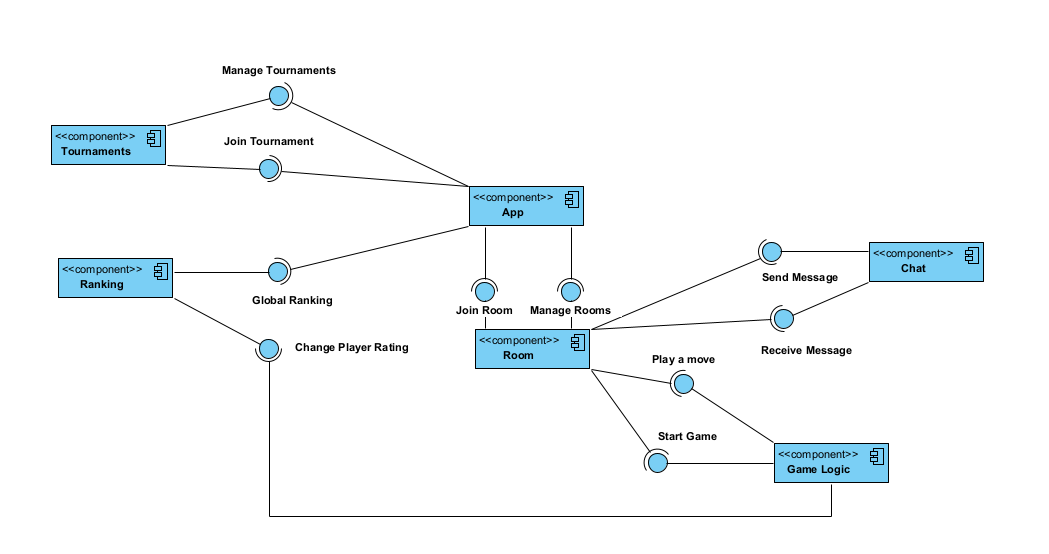 Manage Tournaments
<<component>>
Tournaments
Join Tournament
<<component>>
App
<<component>>
Ranking
Global Ranking
<<component>>
Chat
Send Message
Join Room
Manage Rooms
<<component>>
Room
Change Player Rating
Receive Message
Play a move
Start Game
<<component>>
Game Logic